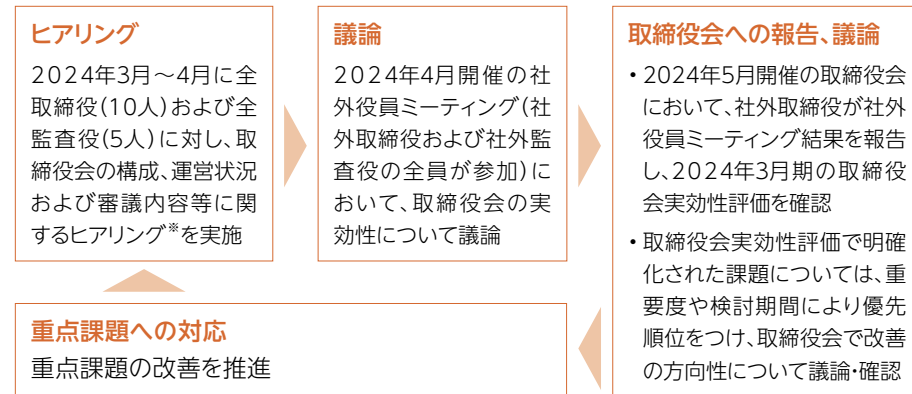 ヒアリング
2024年3月～4月に全
取締役(10人)および全
監査役(5人)に対し、取
締役会の構成、運営状況
および審議内容等に関
するヒアリング※を実施
議論
2024年4月開催の社
外役員ミーティング(社
外取締役および社外監
査役の全員が参加)に
おいて、取締役会の実
効性について議論
取締役会への報告、議論
・2024年5月開催の取締役会
において、社外取締役が社外
役員ミーティング結果を報告
し、2024年3月期の取締役
会実効性評価を確認
・取締役会実効性評価で明確
化された課題については、重
要度や検討期間により優先
順位をつけ、取締役会で改善
の方向性について議論・確認
重点課題への対応
重点課題の改善を推進